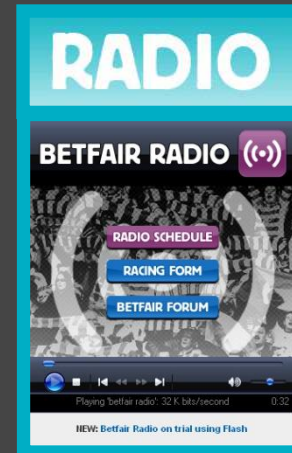 RADIO
BETFAIR RADIO
RADIO SCHEDULE
RACING FORM
BETFAIR FORUM
Playing 'betfair radio': 32 K bits/second 0:32
NEW: Betfair Radio on trial using Flash